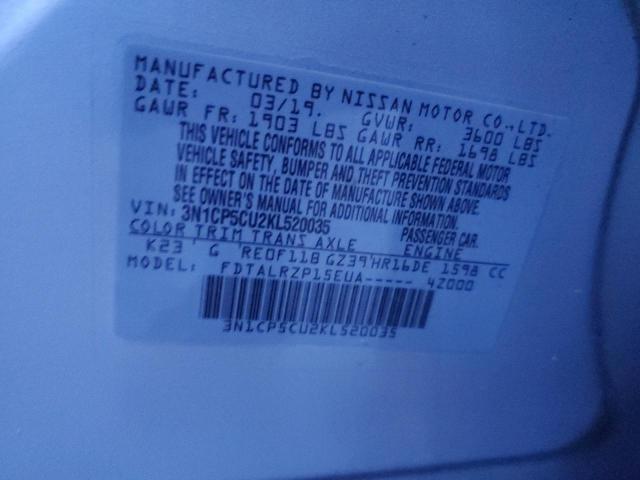 MANUFACTURED BY NISSAN MOTOR CO.,LTD.
DATE: 03/19. GVWR: 3600 LBS
GAWR FR: 1903 LBS GAWR RR: 1698 LBS
THIS VEHICLE CONFORMS TO ALL APPLICABLE FEDERAL MOTOR
VEHICLE SAFETY, BUMPER AND THEFT PREVENTION STANDARDS
IN EFFECT ON THE DATE OF MANUFACTURE SHOWN ABOVE.
SEE OWNER'S MANUAL FOR ADDITIONAL INFORMATION.
VIN: 3N1CP5CU2KL520035 PASSENGER CAR.
COLOR TRIM TRANS AXLE ENGINE
K23 G RE0F11B GZ39 HR16DE 1598 CC
MODEL: FDTALRZP15EUA----- 42000
3N1CP5CU2KL520035